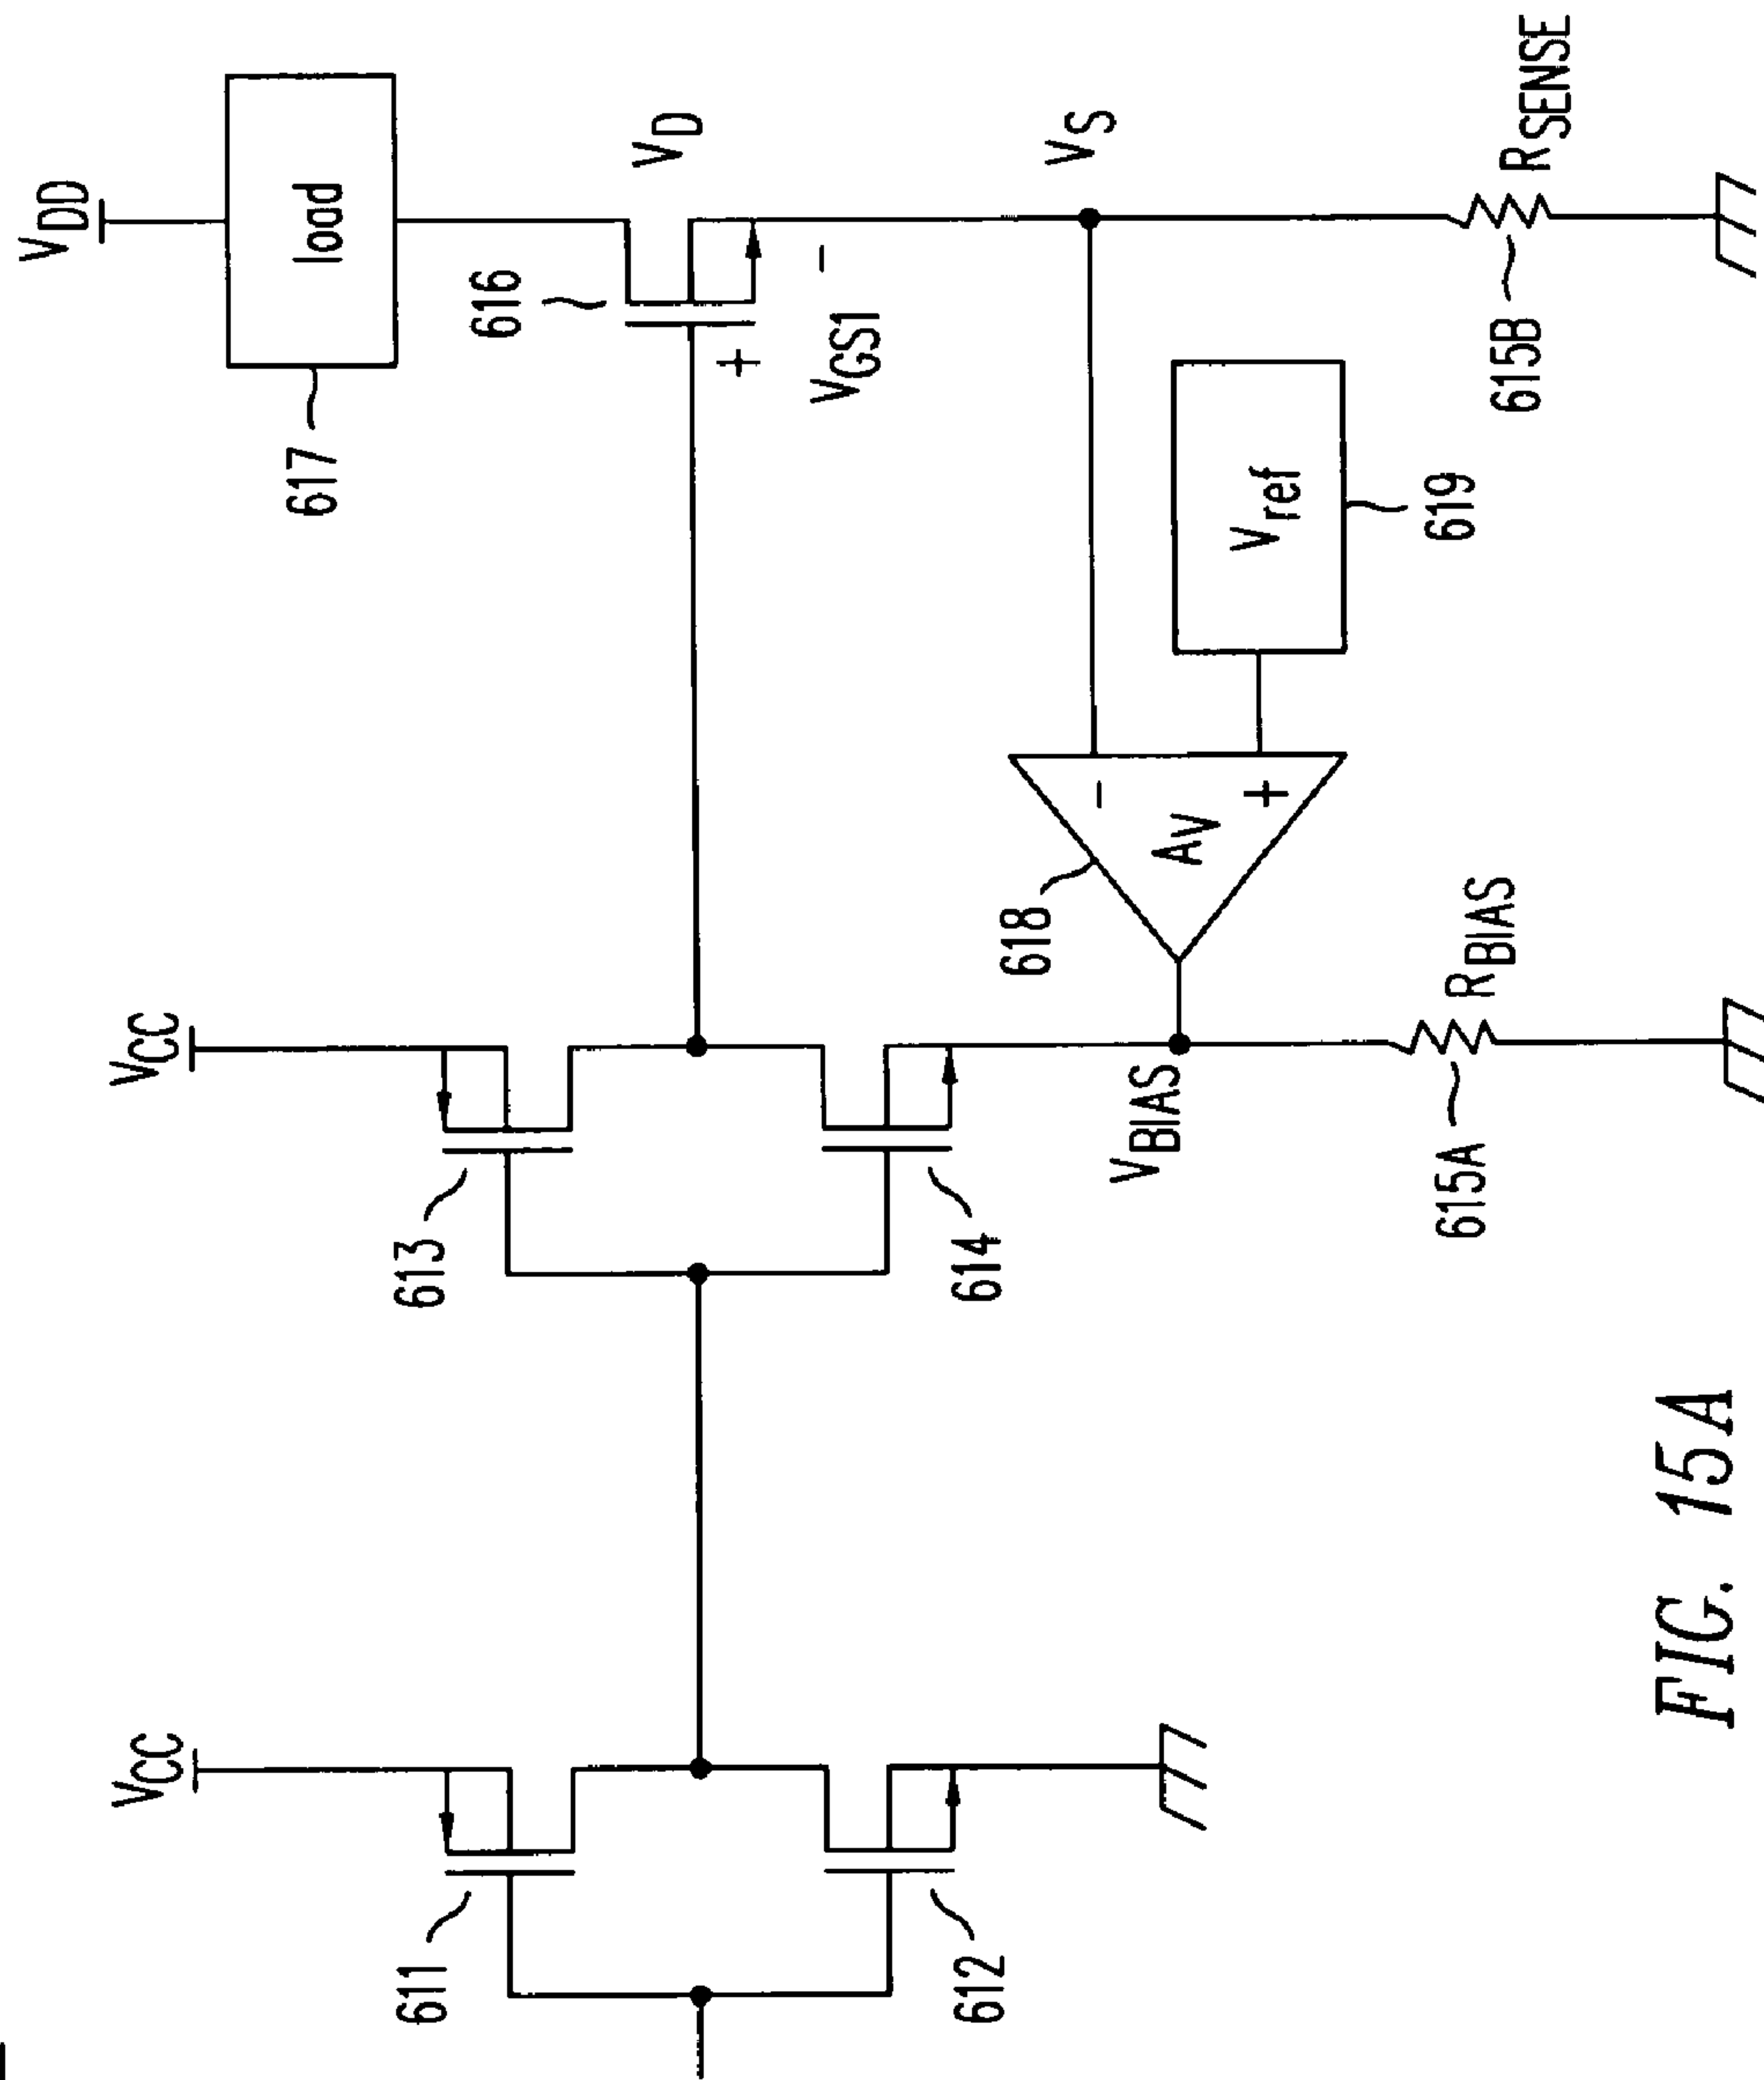 V_CC
611
612
V_CC
613
614
V_BIAS
615A
R_BIAS
618
A_V
-
+
V_ref
619
V_DD
load
617
616
V_D
+
V_GS1
-
V_S
615B
R_SENSE
FIG. 15A